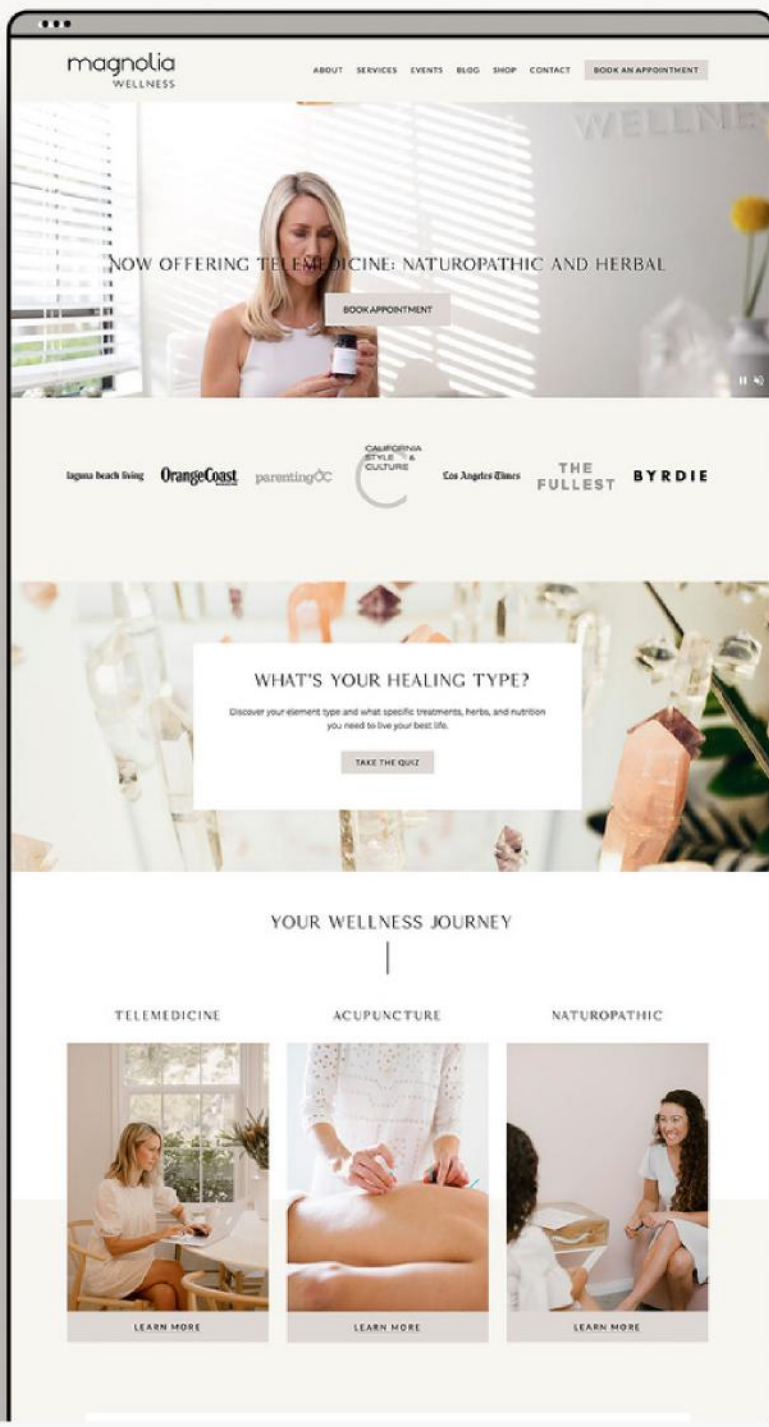 magnolia
WELLNESS
ABOUT SERVICES EVENTS BLOG SHOP CONTACT BOOK AN APPOINTMENT
WELLNE
NOW OFFERING TELEMEDICINE: NATUROPATHIC AND HERBAL
BOOK APPOINTMENT
laguna beach living
OrangeCoast
parentingOC
CALIFORNIA
STYLE &
CULTURE
Los Angeles Times
THE
FULLEST
BYRDIE
WHAT'S YOUR HEALING TYPE?
Discover your element type and what specific treatments, herbs, and nutrition
you need to live your best life.
TAKE THE QUIZ
YOUR WELLNESS JOURNEY
TELEMEDICINE
ACUPUNCTURE
NATUROPATHIC
LEARN MORE
LEARN MORE
LEARN MORE